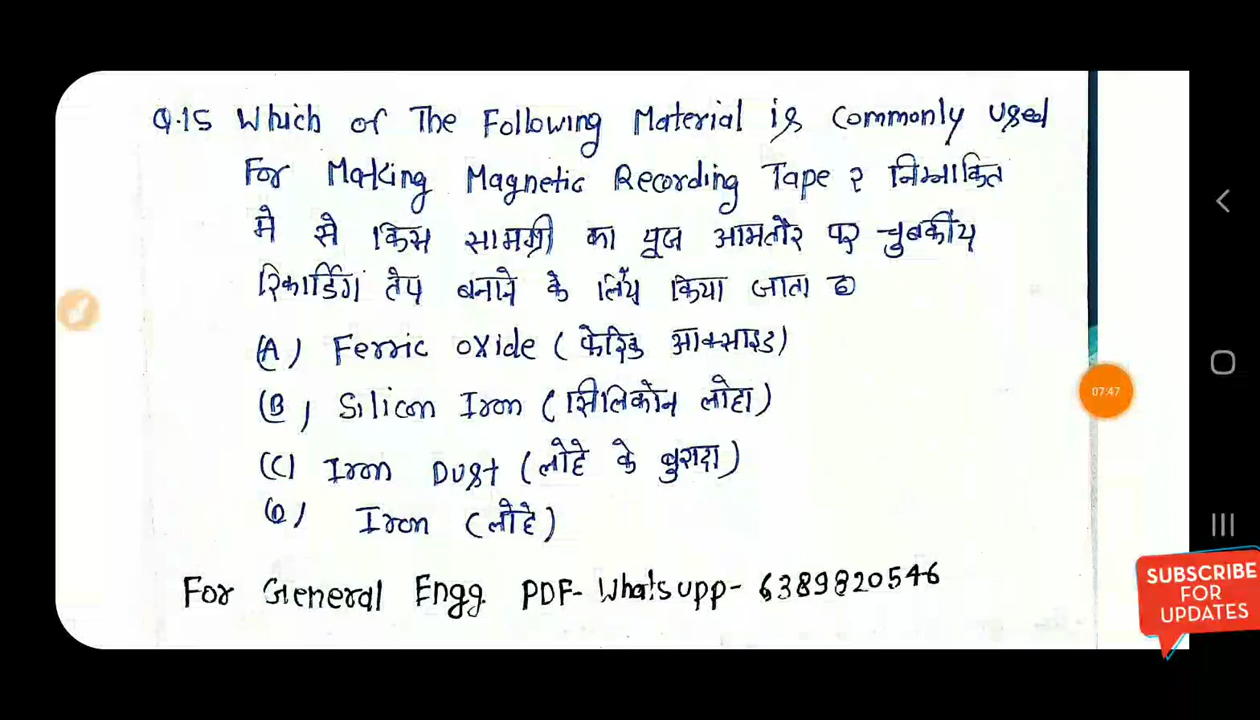 Q.15 Which of The Following Material is Commonly Used
For Making Magnetic Recording Tape ? निम्नाकित
मे से किस सामग्री का यूज आमतौर पर चुबकीय
रिकार्डिग तेप बनाने के लिय किया जाता
(A) Ferric oxide (फेरिक आक्साइड)
(B) Silicon Iron (सिलिकोन लोहा)
(C) Iron Dust (लोहे के बुरादा)
Iron (लोहे)
For General Engg. PDF- Whatsupp- 6389820546
07:47
SUBSCRIBE
FOR
UPDATES